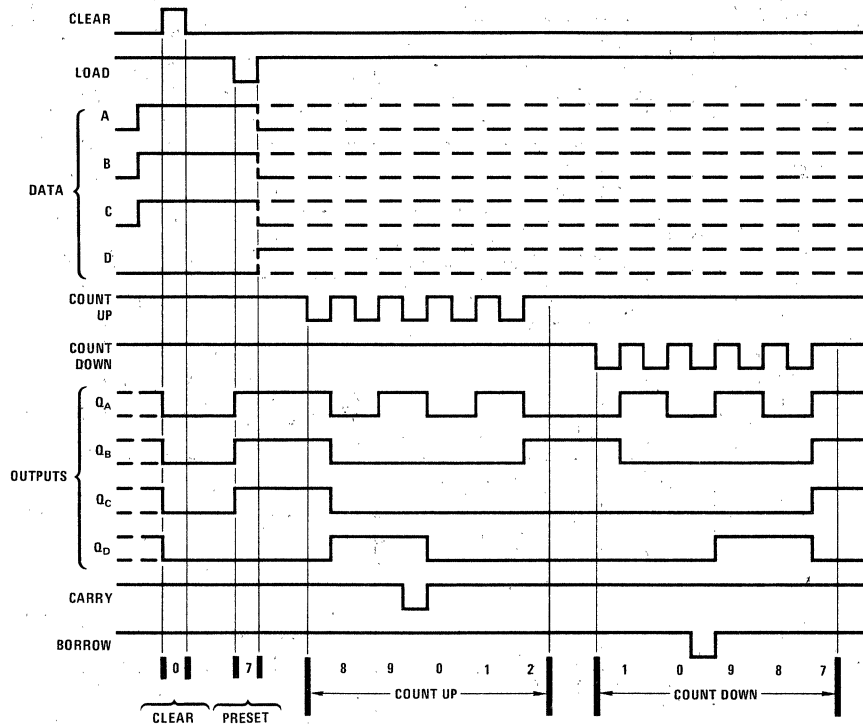 CLEAR
LOAD
A
B
DATA
C
D
COUNT UP
COUNT DOWN
QA
QB
OUTPUTS
QC
QD
CARRY
BORROW
0 7 8 9 0 1 2 1 0 9 8 7
COUNT UP COUNT DOWN
CLEAR PRESET